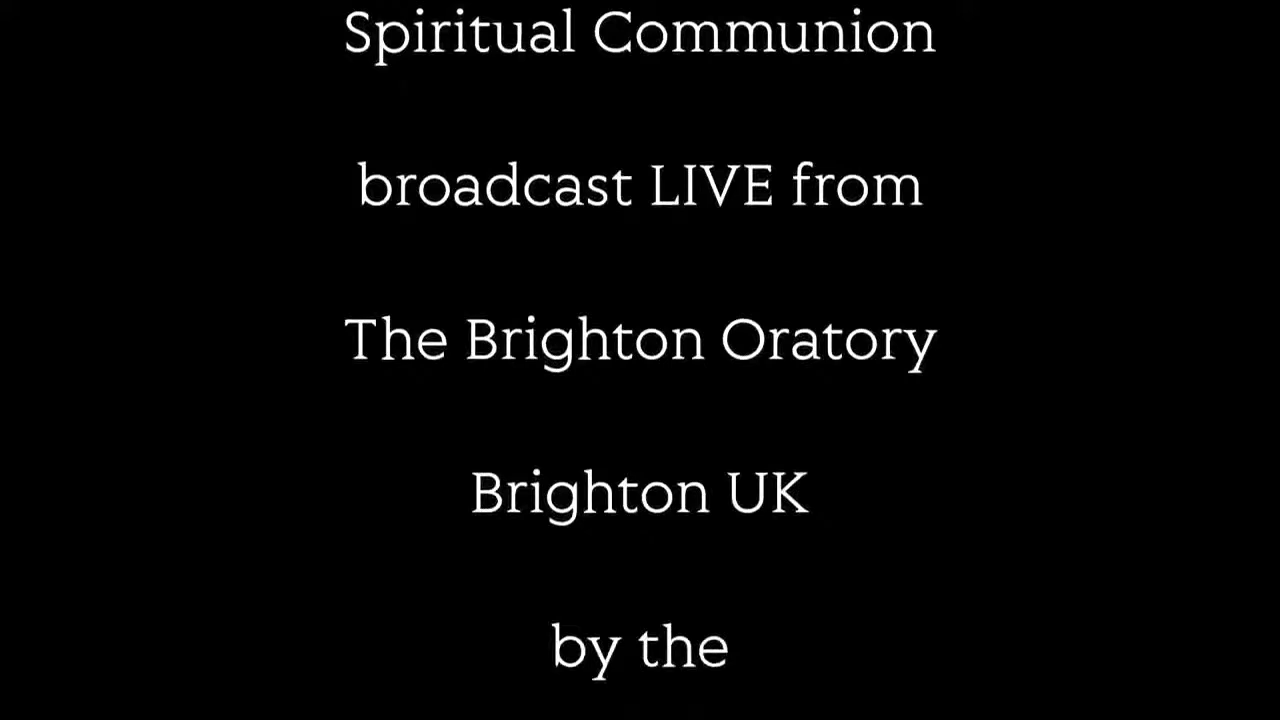 Spiritual Communion
broadcast LIVE from
The Brighton Oratory
Brighton UK
by the